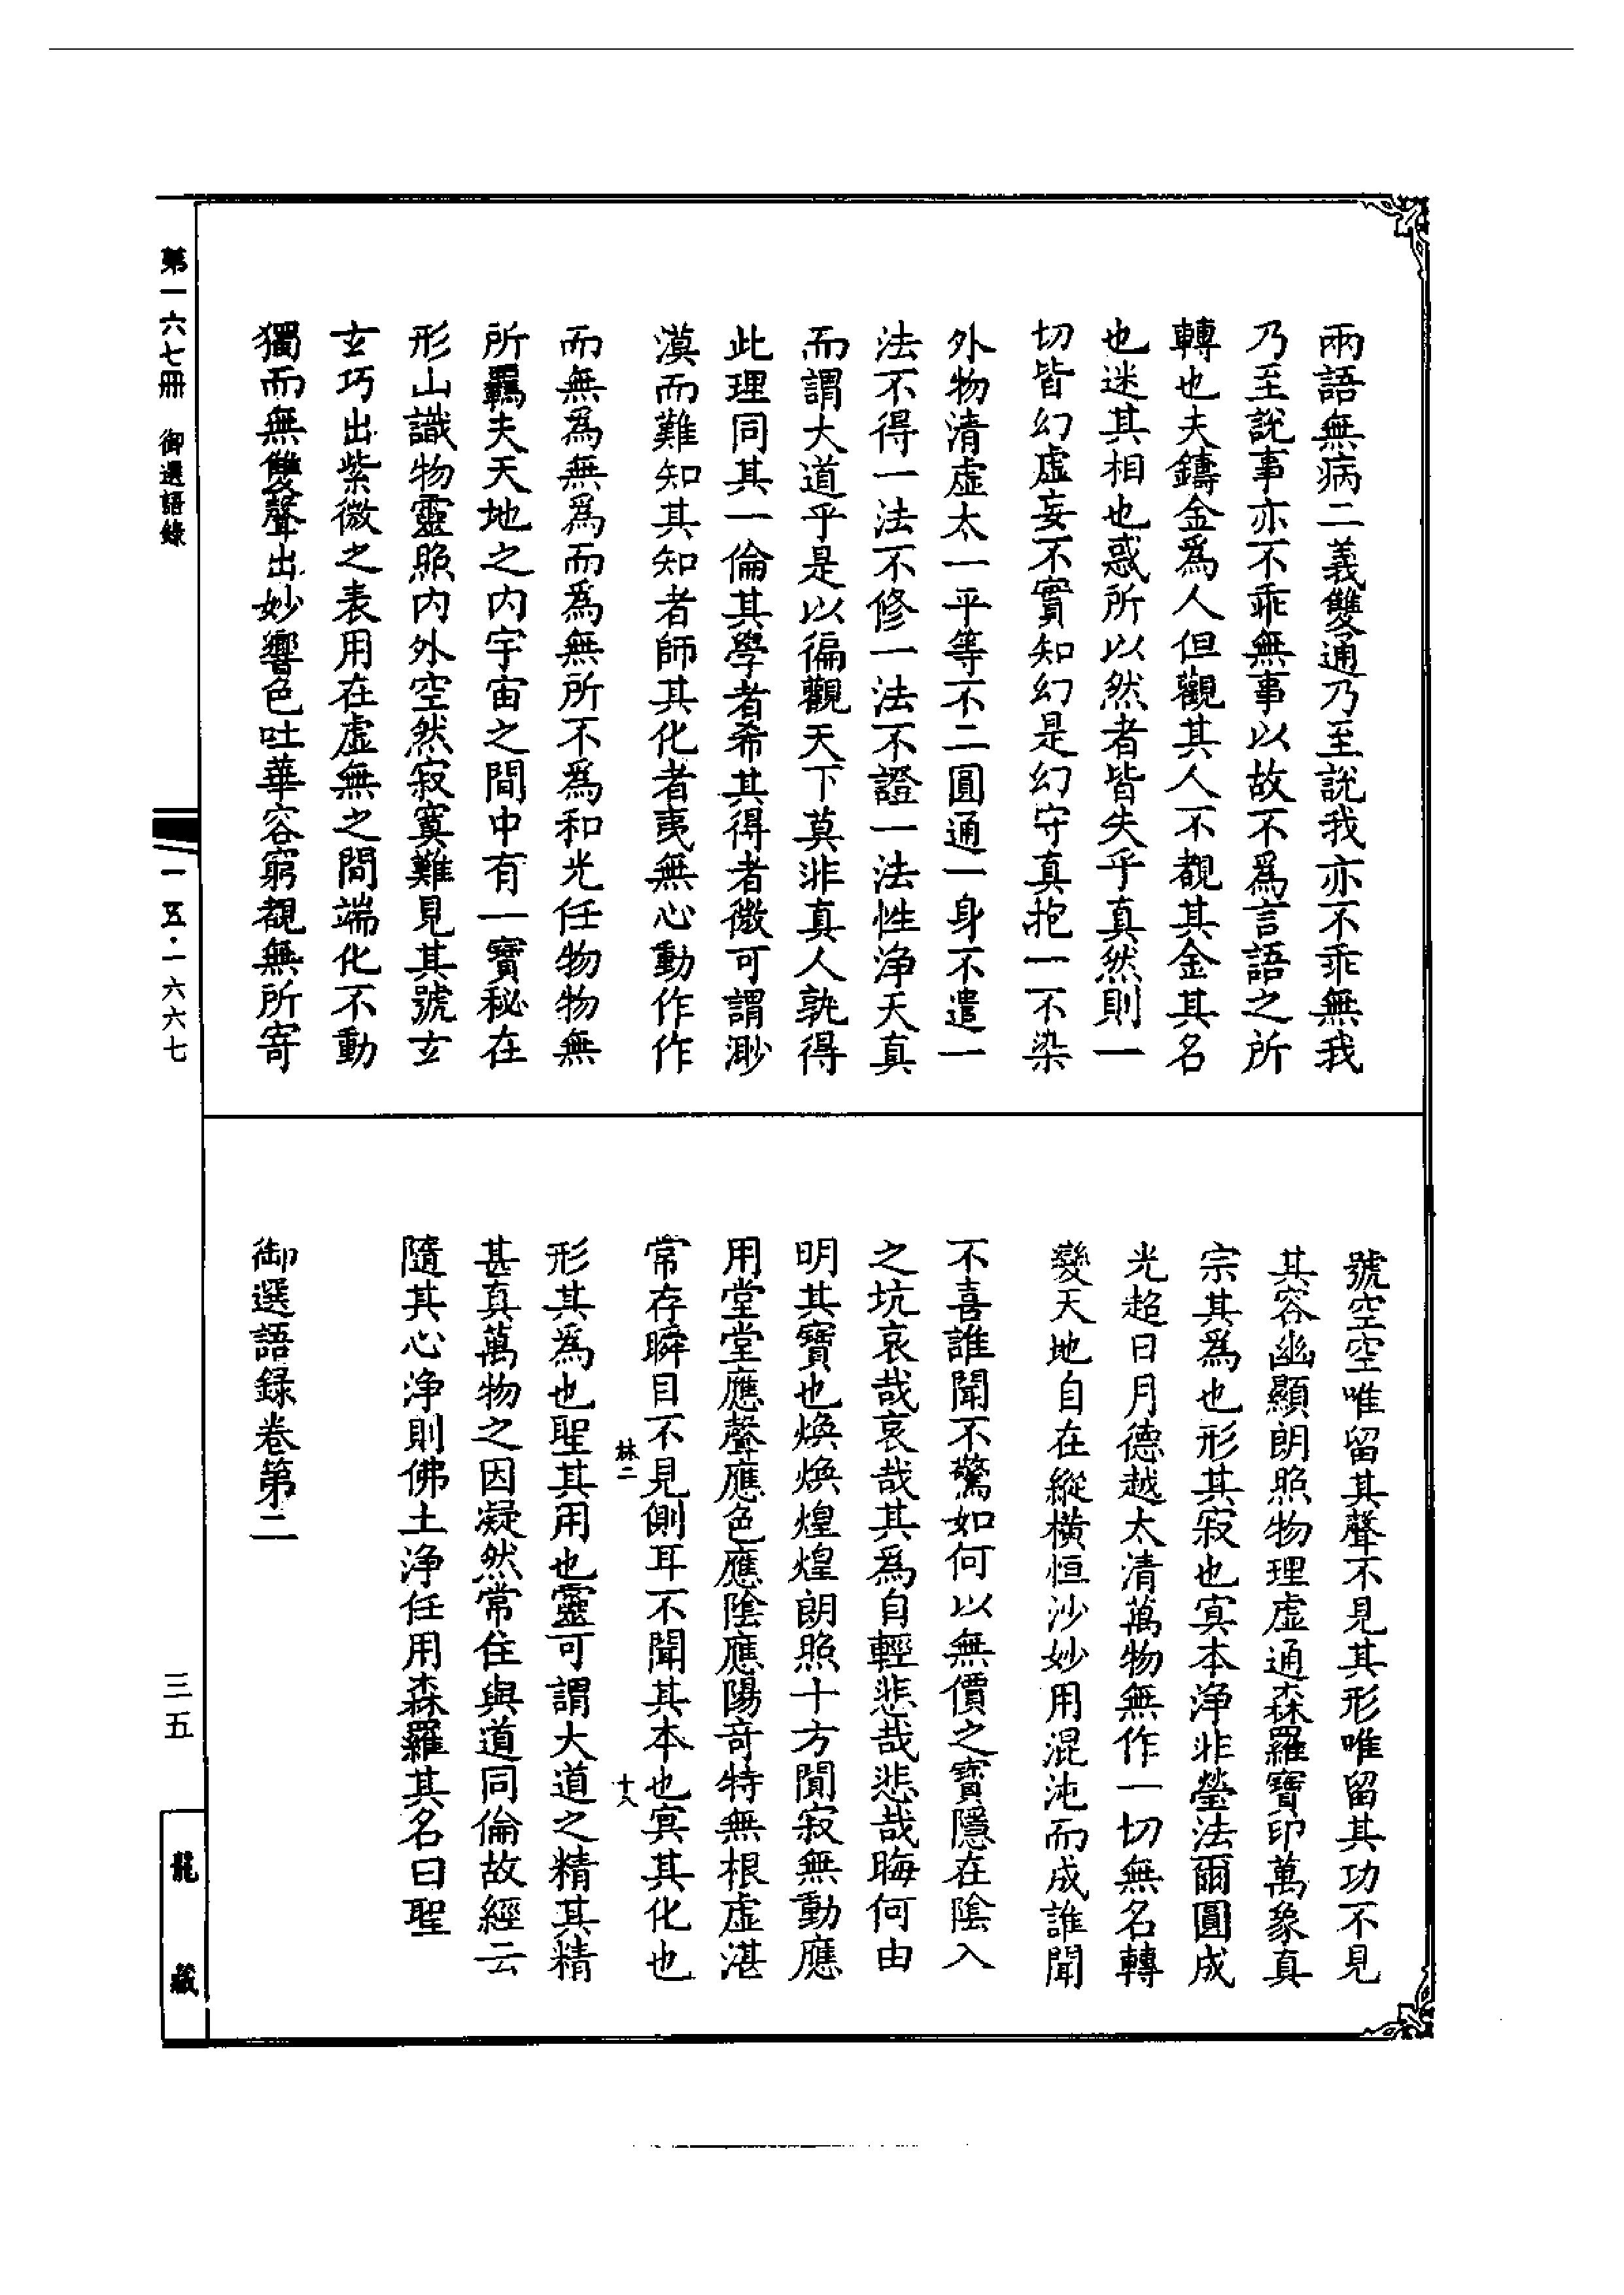 兩語無病二義雙通乃至説我亦不乖無我
乃至説事亦不乖無事以故不爲言語之所
轉也夫鑄金爲人但觀其人不覩其金其名
也迷其相也惑所以然者皆失乎真然則一
切皆幻虛妄不實知幻是幻守真抱一不染
外物清虛太一平等不二圓通一身不遣一
法不得一法不修一法不證一法性淨天真
而謂大道乎是以徧觀天下莫非真人孰得
此理同其一倫其學者希其得者微可謂渺
漠而難知其知者師其化者夷無心動作作
而無為無爲而為無所不為和光任物物無
所羈夫天地之内宇宙之間中有一寶秘在
形山識物靈照内外空然寂寞難見其號玄
玄巧出紫微之表用在虛無之間端化不動
獨而無雙聲出妙響色吐華容窮覩無所寄
號空空唯留其聲不見其形唯留其功不見
其容幽顯朗照物理虛通森羅寶印萬象真
宗其為也形其寂也寞本淨非瑩法爾圓成
光超日月德越太清萬物無作一切無名轉
變天地自在縱橫恒沙妙用混沌而成誰聞
不喜誰聞不驚如何以無價之寶隱在陰入
之坑哀哉哀哉其為自輕悲哉悲哉晦何由
明其寶也煥煥煌煌朗照十方閴寂無動應
用堂堂應聲應色應陰應陽奇特無根虛湛
常存瞬目不見側耳不聞其本也寞其化也
林二 十八
形其為也聖其用也靈可謂大道之精其精
甚真萬物之因凝然常住與道同倫故經云
隨其心淨則佛土淨任用森羅其名曰聖
御選語録卷第二
第一六七冊 御選語錄
一一五·一六六七
三五
龍藏